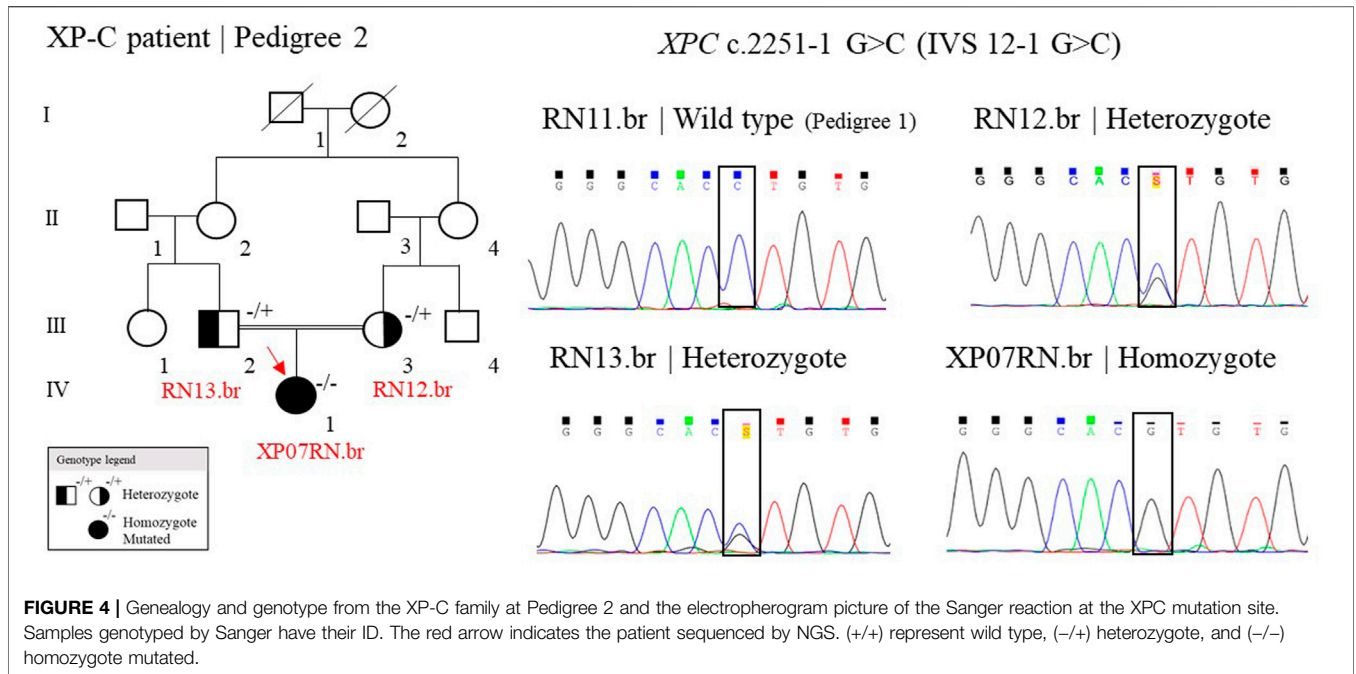 XP-C patient | Pedigree 2
XPC c.2251-1 G>C (IVS 12-1 G>C)
I
1 2
II
1 2 3 4
III
-/+ -/+
1 2 3 4
RN13.br RN12.br
IV
-/-
1
XP07RN.br
Genotype legend
-/+ -/+ Heterozygote
-/- Homozygote
Mutated
RN11.br | Wild type (Pedigree 1)
G G G C A C C T G T G
RN12.br | Heterozygote
G G G C A C S T G T G
RN13.br | Heterozygote
G G G C A C S T G T G
XP07RN.br | Homozygote
G G G C A C G T G T G
FIGURE 4 | Genealogy and genotype from the XP-C family at Pedigree 2 and the electropherogram picture of the Sanger reaction at the XPC mutation site.
Samples genotyped by Sanger have their ID. The red arrow indicates the patient sequenced by NGS. (+/+) represent wild type, (−/+) heterozygote, and (−/−)
homozygote mutated.